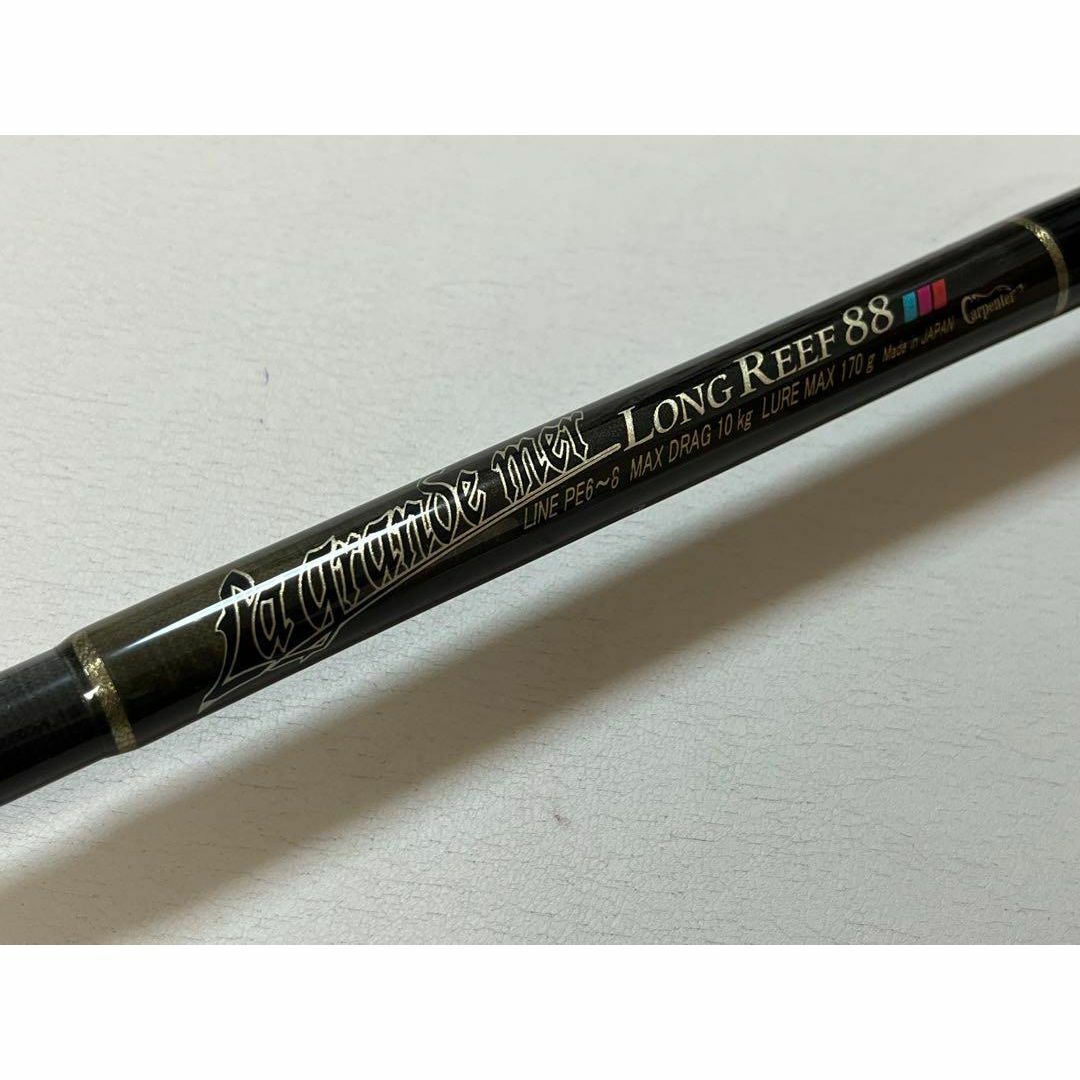 La grande mer LONG REEF 88
LINE PE6~8 MAX DRAG 10 kg LURE MAX 170 g Made in JAPAN Carpenter